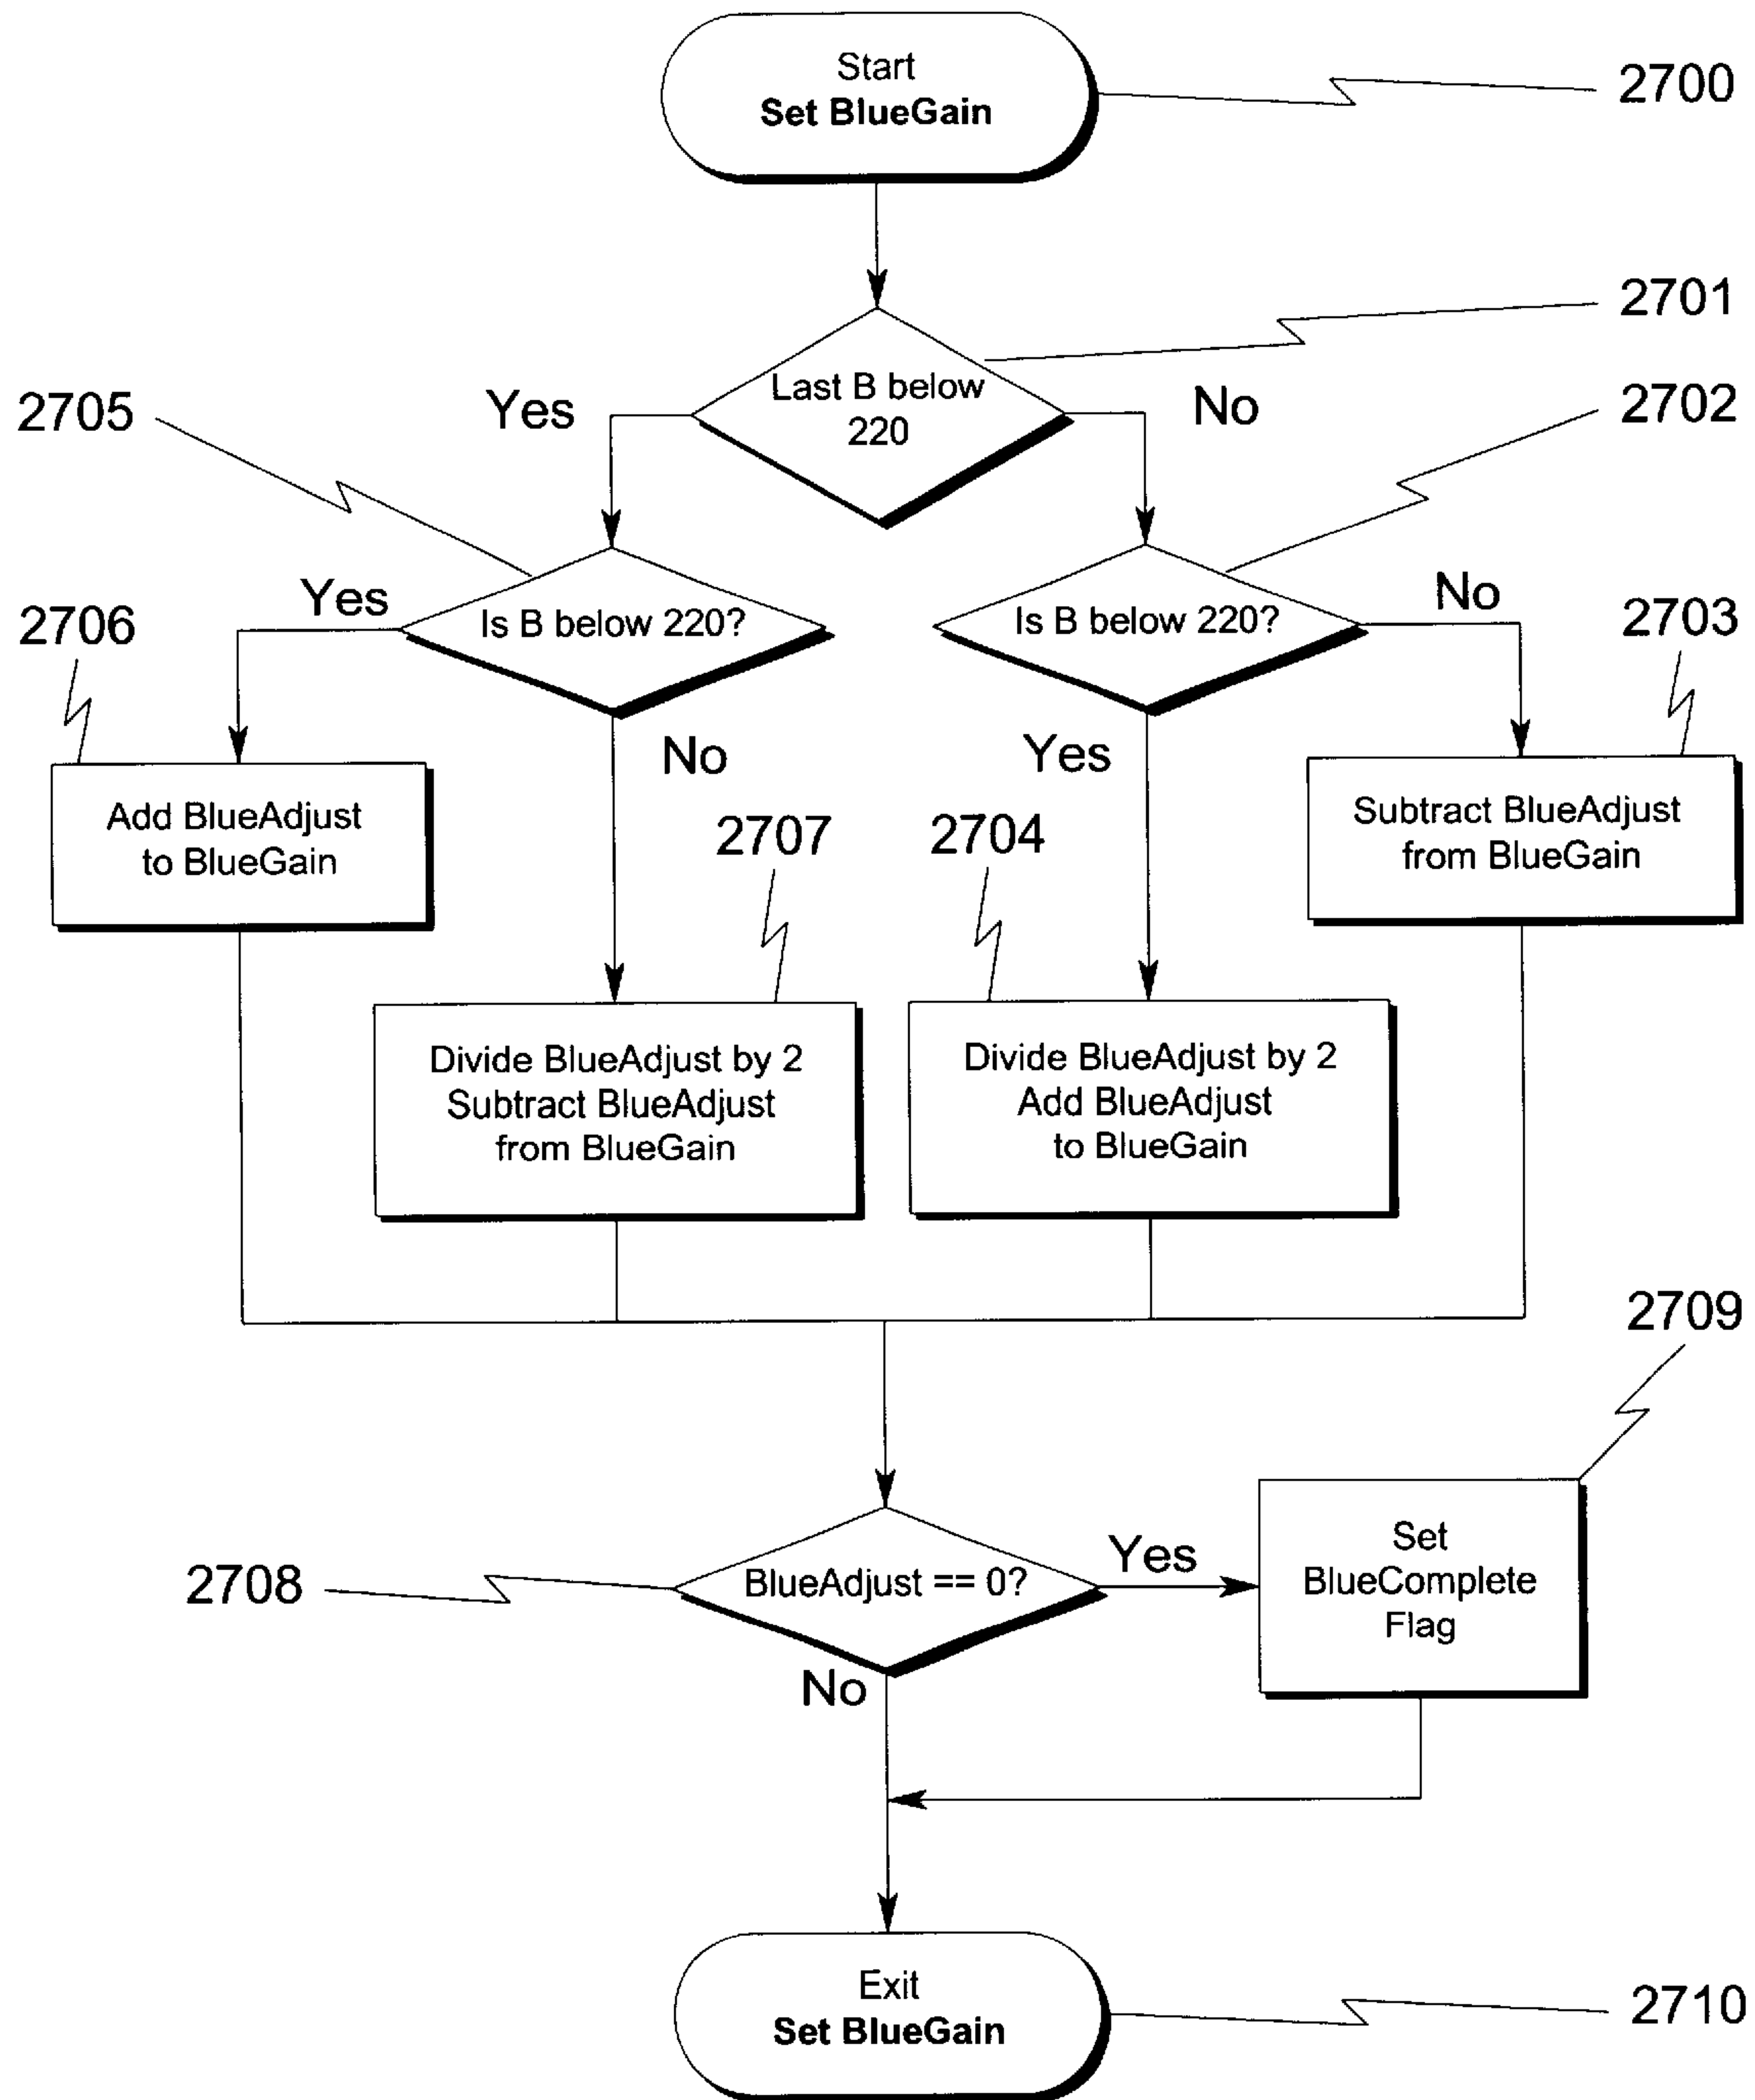 Start
Set BlueGain
2700
2701
Last B below
220
Yes
No
2705
2702
Is B below 220?
Yes
Is B below 220?
No
2706
2703
No
Yes
Add BlueAdjust
to BlueGain
Subtract BlueAdjust
from BlueGain
2707
2704
Divide BlueAdjust by 2
Subtract BlueAdjust
from BlueGain
Divide BlueAdjust by 2
Add BlueAdjust
to BlueGain
2709
BlueAdjust == 0?
Yes
2708
Set
BlueComplete
Flag
No
Exit
Set BlueGain
2710